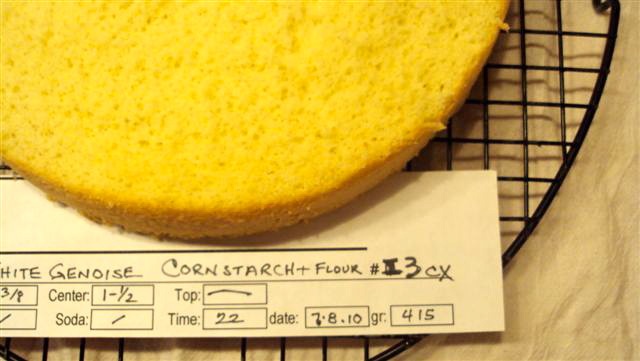 HITE GENOISE CORNSTARCH + FLOUR # 3 CX
3/8 Center: 1-1/2 Top: —
/ Soda: / Time: 22 date: 7.8.10 gr: 415